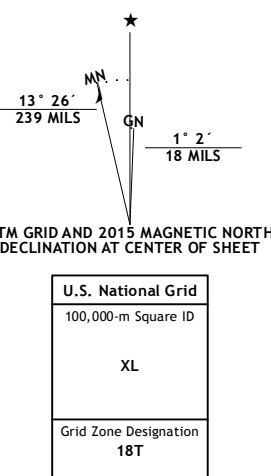 ★
MN
GN
13° 26´
239 MILS
1° 2´
18 MILS
TM GRID AND 2015 MAGNETIC NORTH
DECLINATION AT CENTER OF SHEET
U.S. National Grid
100,000-m Square ID
XL
Grid Zone Designation
18T